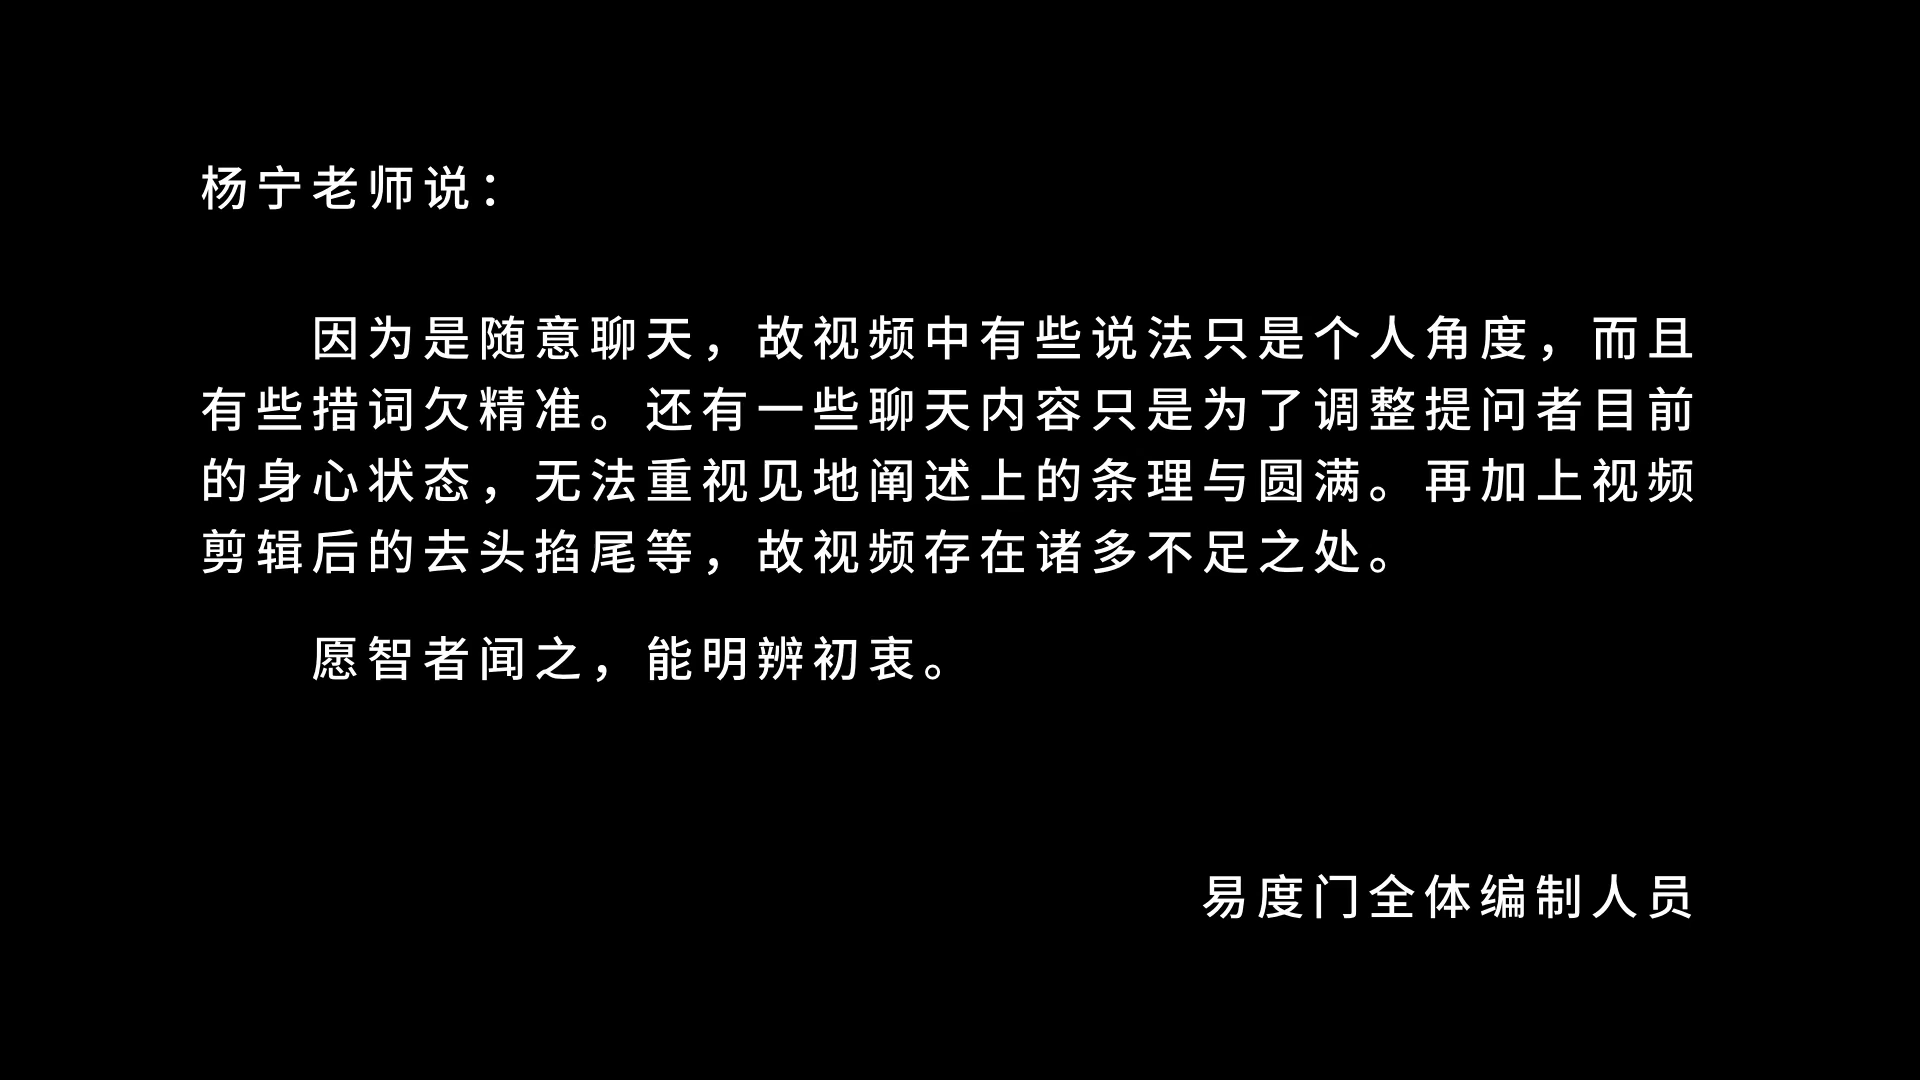 杨宁老师说：
因为是随意聊天，故视频中有些说法只是个人角度，而且
有些措词欠精准。还有一些聊天内容只是为了调整提问者目前
的身心状态，无法重视见地阐述上的条理与圆满。再加上视频
剪辑后的去头掐尾等，故视频存在诸多不足之处。
愿智者闻之，能明辨初衷。
易度门全体编制人员